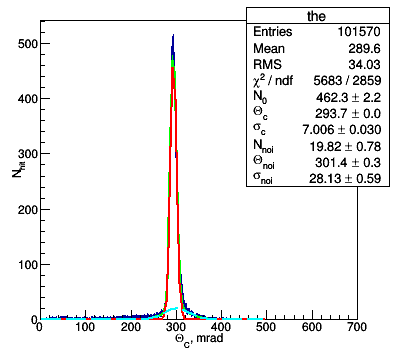 the
Entries 101570
Mean 289.6
RMS 34.03
χ² / ndf 5683 / 2859
N₀ 462.3 ± 2.2
Θc 293.7 ± 0.0
σc 7.006 ± 0.030
Nnoi 19.82 ± 0.78
Θnoi 301.4 ± 0.3
σnoi 28.13 ± 0.59
Nhit
500
400
300
200
100
0
0 100 200 300 400 500 600 700
ΘC, mrad